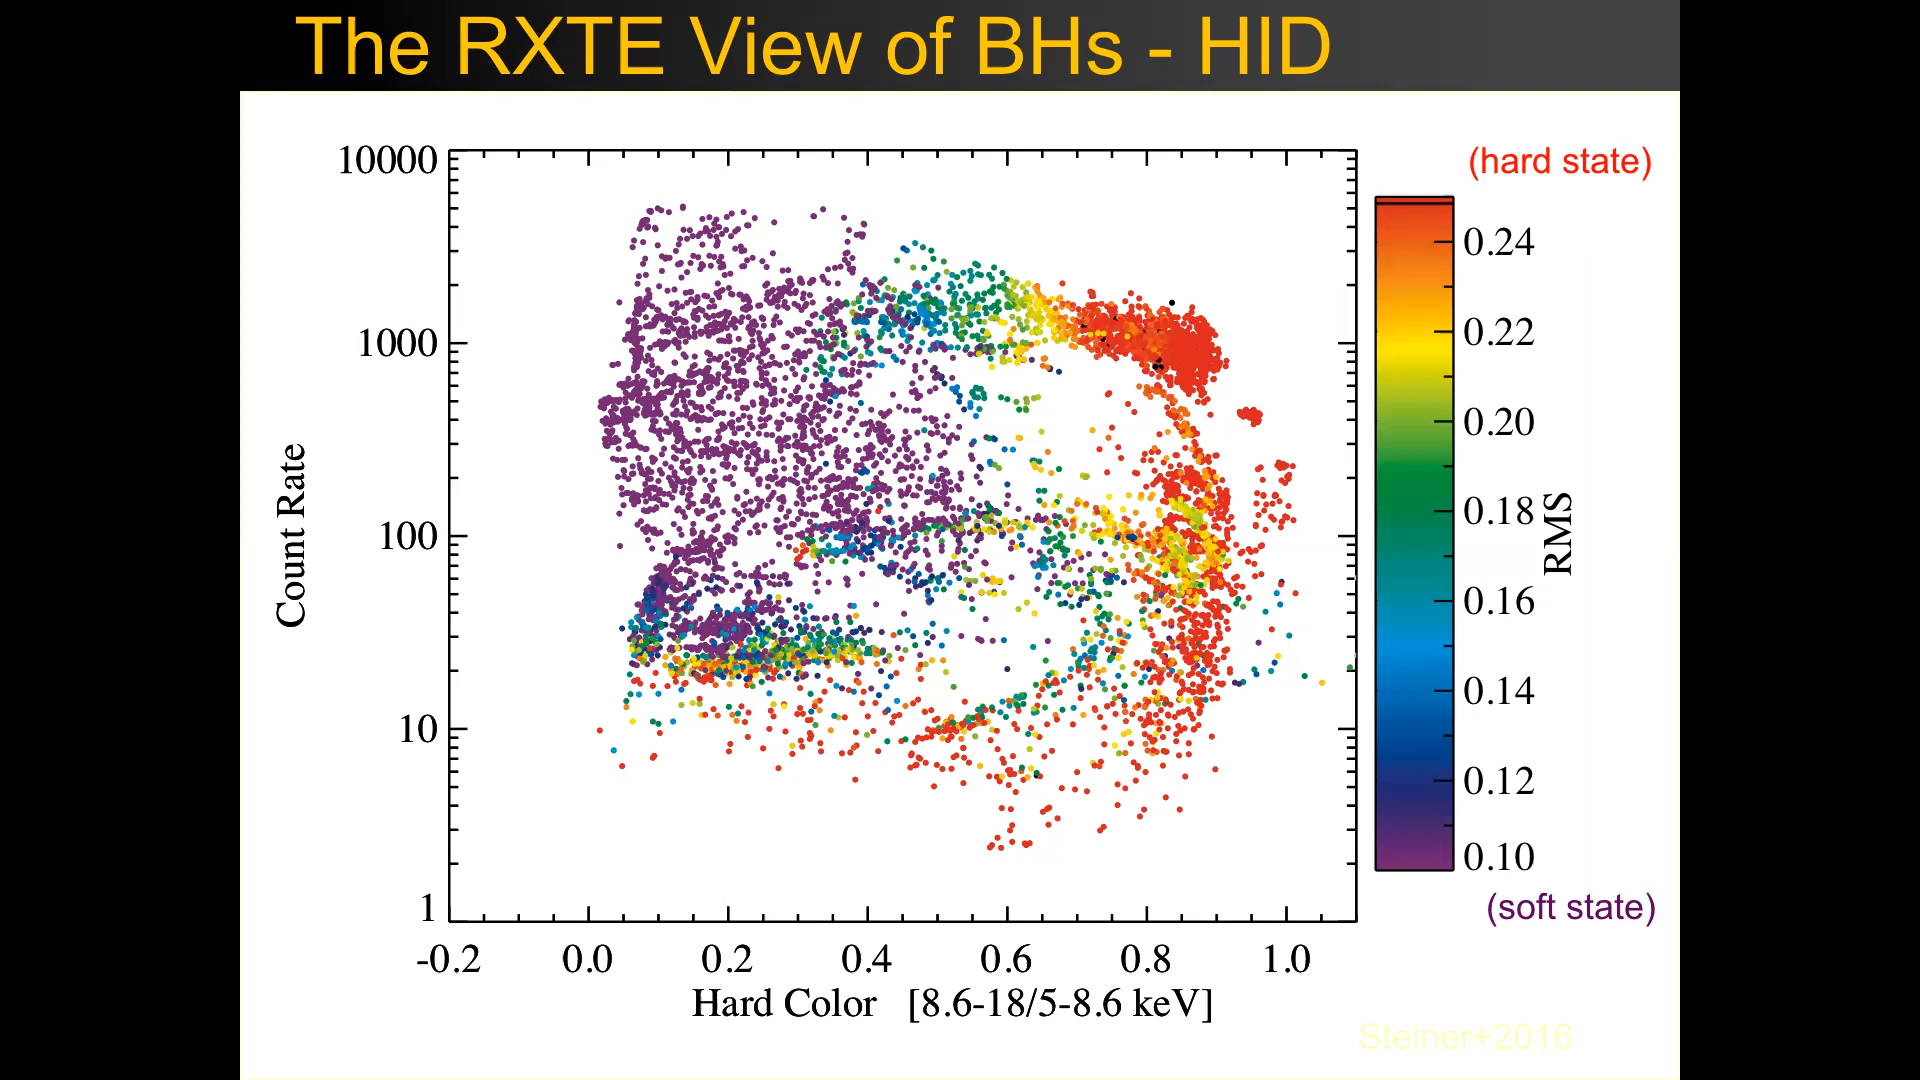 The RXTE View of BHs - HID
(hard state)
10000
1000
100
10
1
Count Rate
-0.2 0.0 0.2 0.4 0.6 0.8 1.0
Hard Color [8.6-18/5-8.6 keV]
0.24
0.22
0.20
0.18
0.16
0.14
0.12
0.10
RMS
(soft state)
Steiner+2016